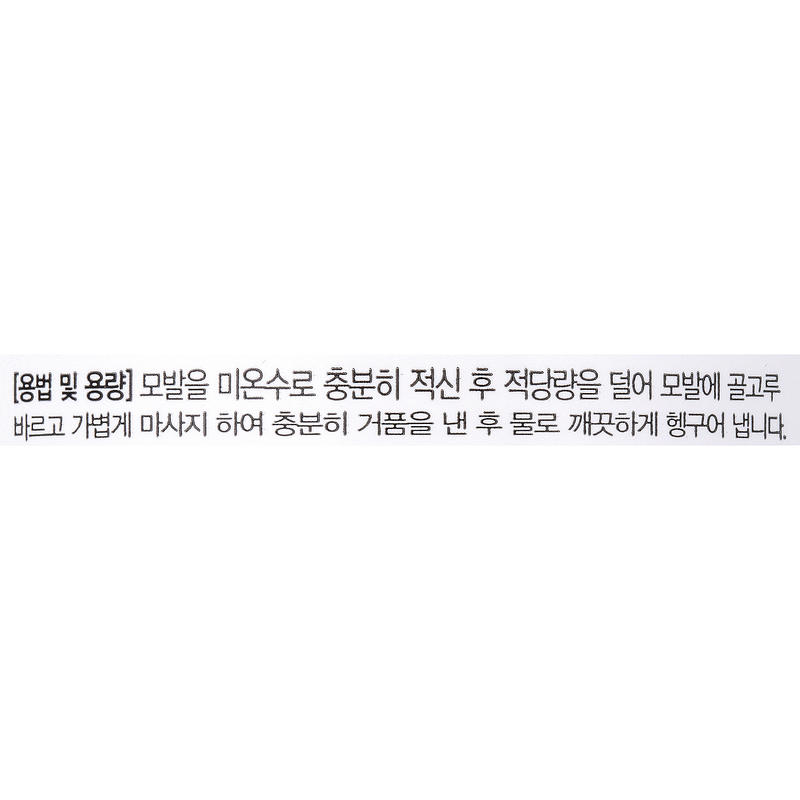 [용법 및 용량] 모발을 미온수로 충분히 적신 후 적당량을 덜어 모발에 골고루
바르고 가볍게 마사지 하여 충분히 거품을 낸 후 물로 깨끗하게 헹구어 냅니다.